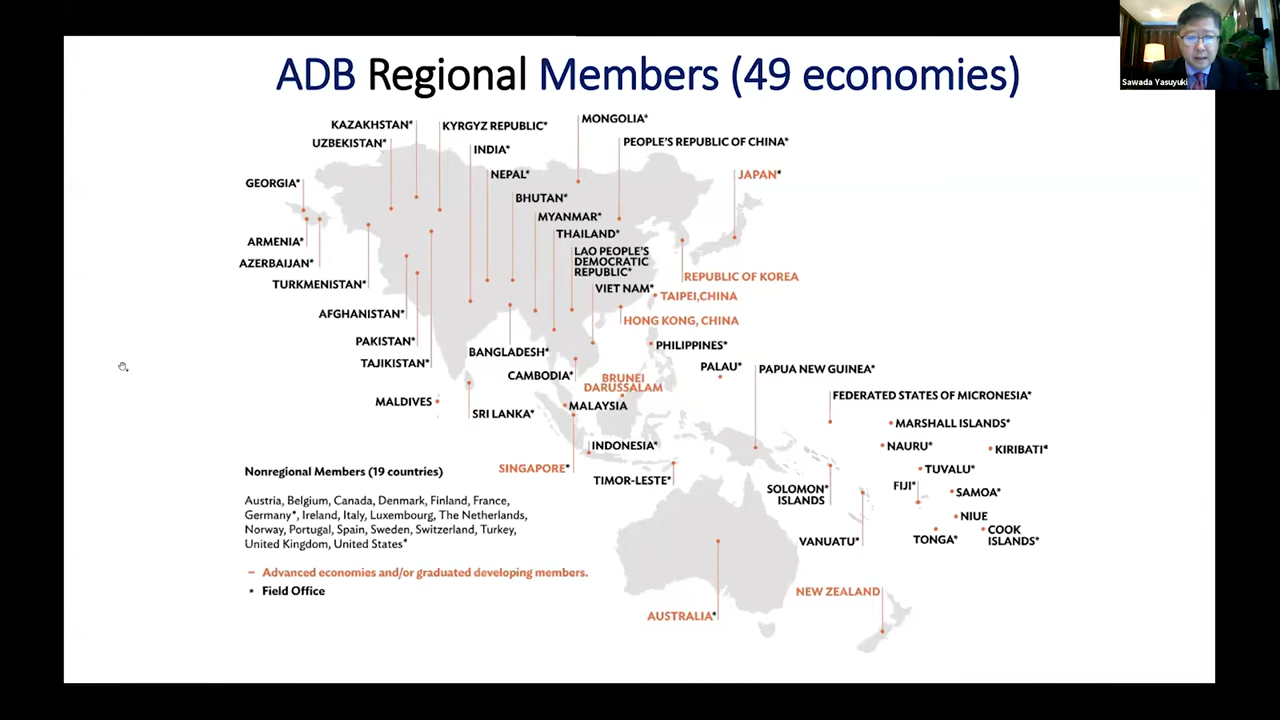 Sawada Yasuyuki
ADB Regional Members (49 economies)
MONGOLIA*
KAZAKHSTAN*
KYRGYZ REPUBLIC*
UZBEKISTAN*
PEOPLE'S REPUBLIC OF CHINA*
INDIA*
NEPAL*
JAPAN*
GEORGIA*
BHUTAN*
MYANMAR*
THAILAND*
ARMENIA*
LAO PEOPLE'S
DEMOCRATIC
REPUBLIC*
AZERBAIJAN*
REPUBLIC OF KOREA
TURKMENISTAN*
VIET NAM*
TAIPEI,CHINA
AFGHANISTAN*
HONG KONG, CHINA
PAKISTAN*
PHILIPPINES*
BANGLADESH*
TAJIKISTAN*
PALAU*
PAPUA NEW GUINEA*
CAMBODIA*
BRUNEI
DARUSSALAM
FEDERATED STATES OF MICRONESIA*
MALDIVES
MALAYSIA
SRI LANKA*
MARSHALL ISLANDS*
INDONESIA*
NAURU*
KIRIBATI*
SINGAPORE*
TUVALU*
TIMOR-LESTE*
FIJI*
SOLOMON*
ISLANDS
SAMOA*
NIUE
VANUATU*
TONGA*
COOK
ISLANDS*
Nonregional Members (19 countries)
Austria, Belgium, Canada, Denmark, Finland, France,
Germany*, Ireland, Italy, Luxembourg, The Netherlands,
Norway, Portugal, Spain, Sweden, Switzerland, Turkey,
United Kingdom, United States*
– Advanced economies and/or graduated developing members.
* Field Office
NEW ZEALAND
AUSTRALIA*